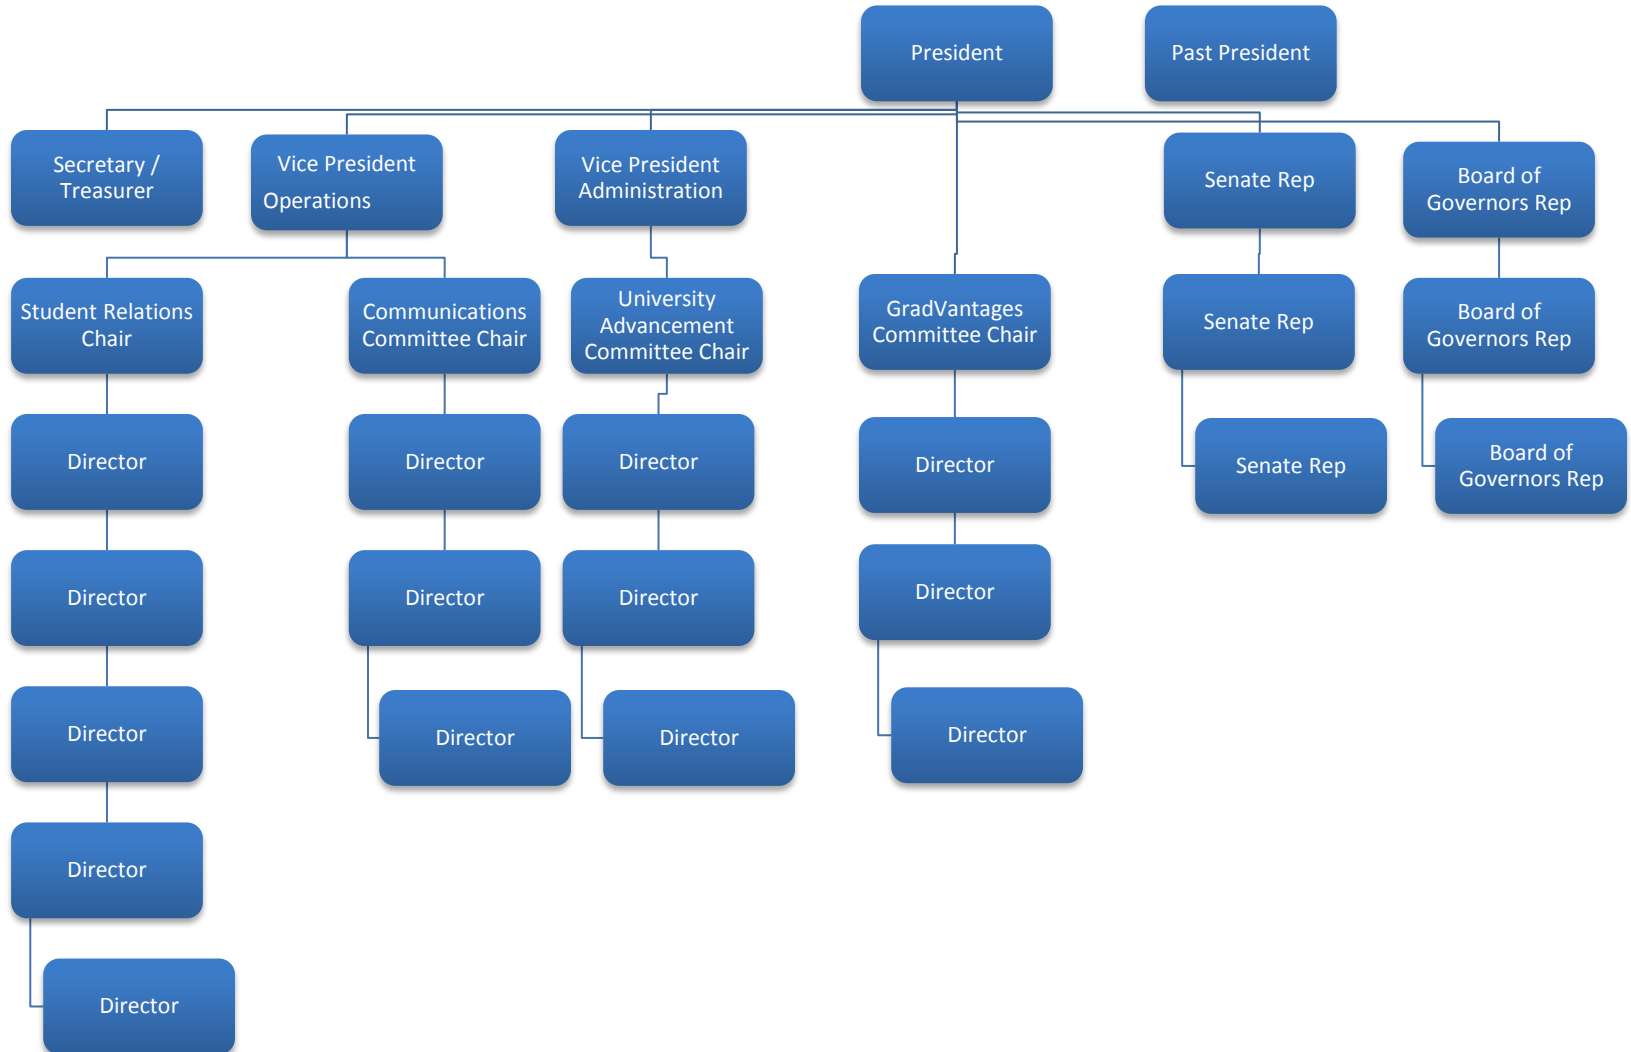 President
Past President
Secretary /
Treasurer
Vice President
Operations
Vice President
Administration
Senate Rep
Board of
Governors Rep
Student Relations
Chair
Communications
Committee Chair
University
Advancement
Committee Chair
GradVantages
Committee Chair
Senate Rep
Board of
Governors Rep
Director
Director
Director
Director
Senate Rep
Board of
Governors Rep
Director
Director
Director
Director
Director
Director
Director
Director
Director
Director